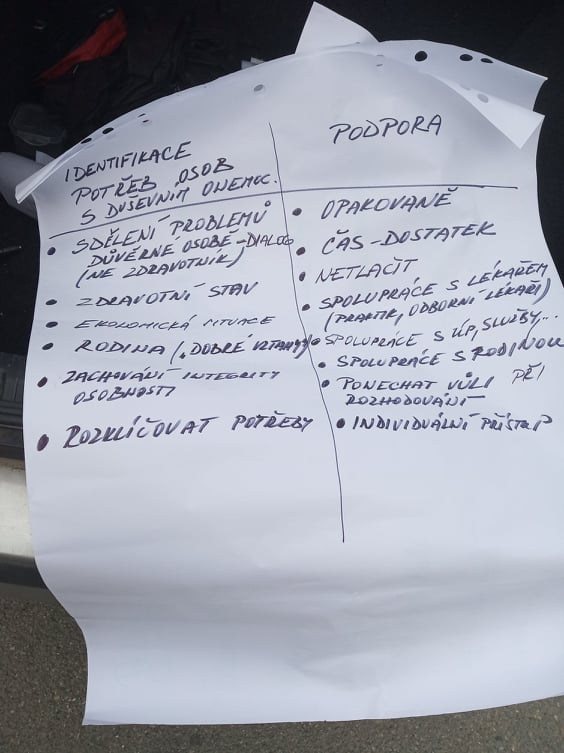 IDENTIFIKACE
POTŘEB OSOB
S DUŠEVNÍM ONEMOC.
• SDĚLENÍ PROBLEMŮ
DŮVĚRNE OSOBĚ - DIALOG
(NE ZDRAVOTNÍK)
• ZDRAVOTNÍ STAV
• EKONOMICKÁ SITUACE
• RODINA („DOBRÉ VZTAHY)
• ZACHOVÁNÍ INTEGRITY
OSOBNOSTI
• ROZKLÍČOVAT POTŘEBY
PODPORA
• OPAKOVANĚ
• ČAS - DOSTATEK
• NETLAČIT
• SPOLUPRÁCE S LÉKAŘEM
(PRAKTIK, ODBORNÍ LÉKAŘI)
• SPOLUPRÁCE S ÚP, SLUŽBY...
• SPOLUPRÁCE S RODINOU
• PONECHAT VŮLI PŘI
ROZHODOVÁNÍ
• INDIVIDUÁLNÍ PŘÍSTUP